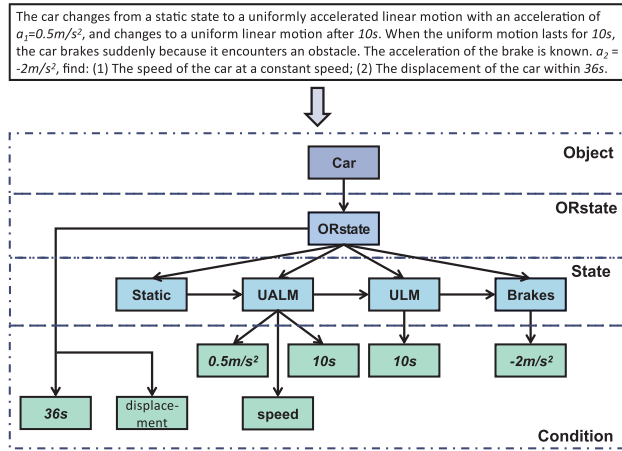 The car changes from a static state to a uniformly accelerated linear motion with an acceleration of
a₁=0.5m/s², and changes to a uniform linear motion after 10s. When the uniform motion lasts for 10s,
the car brakes suddenly because it encounters an obstacle. The acceleration of the brake is known. a₂ =
-2m/s², find: (1) The speed of the car at a constant speed; (2) The displacement of the car within 36s.
Object
Car
ORstate
ORstate
State
Static
UALM
ULM
Brakes
0.5m/s²
10s
10s
-2m/s²
36s
displace-
ment
speed
Condition